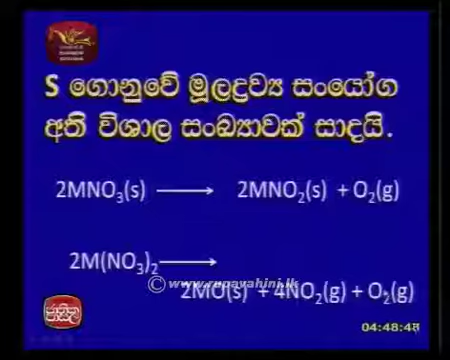 S ගොනුවේ මූලද්‍රව්‍ය සංයෝග
අති විශාල සංඛ්‍යාවක් සාදයි.
2MNO₃(s) ⟶ 2MNO₂(s) + O₂(g)
2M(NO₃)₂ ⟶
© www.rupavahini.lk
2MO(s) + 4NO₂(g) + O₂(g)
ජාතික
04:48:48